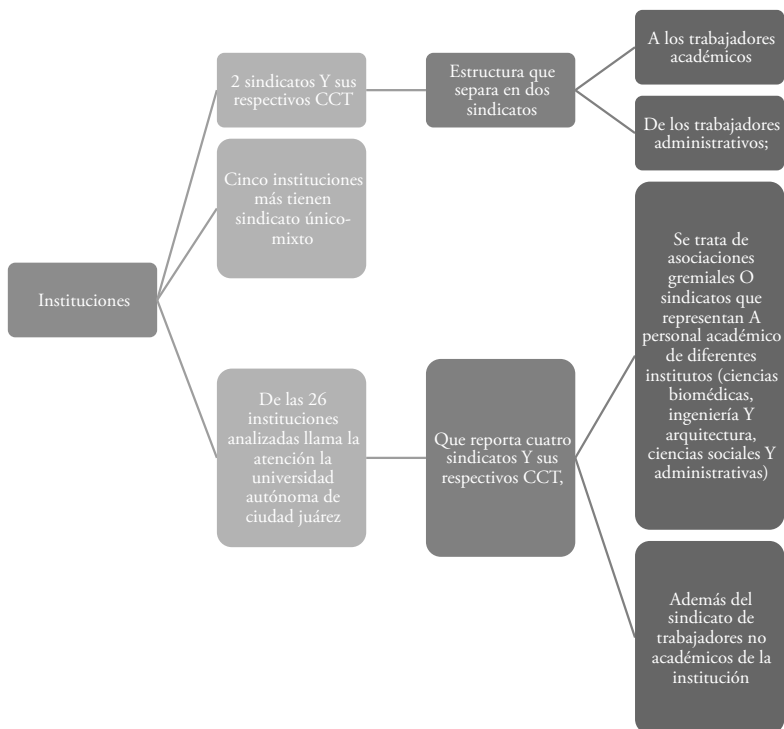 Instituciones
2 sindicatos Y sus
respectivos CCT
Estructura que
separa en dos
sindicatos
A los trabajadores
académicos
De los trabajadores
administrativos;
Cinco instituciones
más tienen
sindicato único-
mixto
De las 26
instituciones
analizadas llama la
atención la
universidad
autónoma de
ciudad juárez
Que reporta cuatro
sindicatos Y sus
respectivos CCT,
Se trata de
asociaciones
gremiales O
sindicatos que
representan A
personal académico
de diferentes
institutos (ciencias
biomédicas,
ingeniería Y
arquitectura,
ciencias sociales Y
administrativas)
Además del
sindicato de
trabajadores no
académicos de la
institución